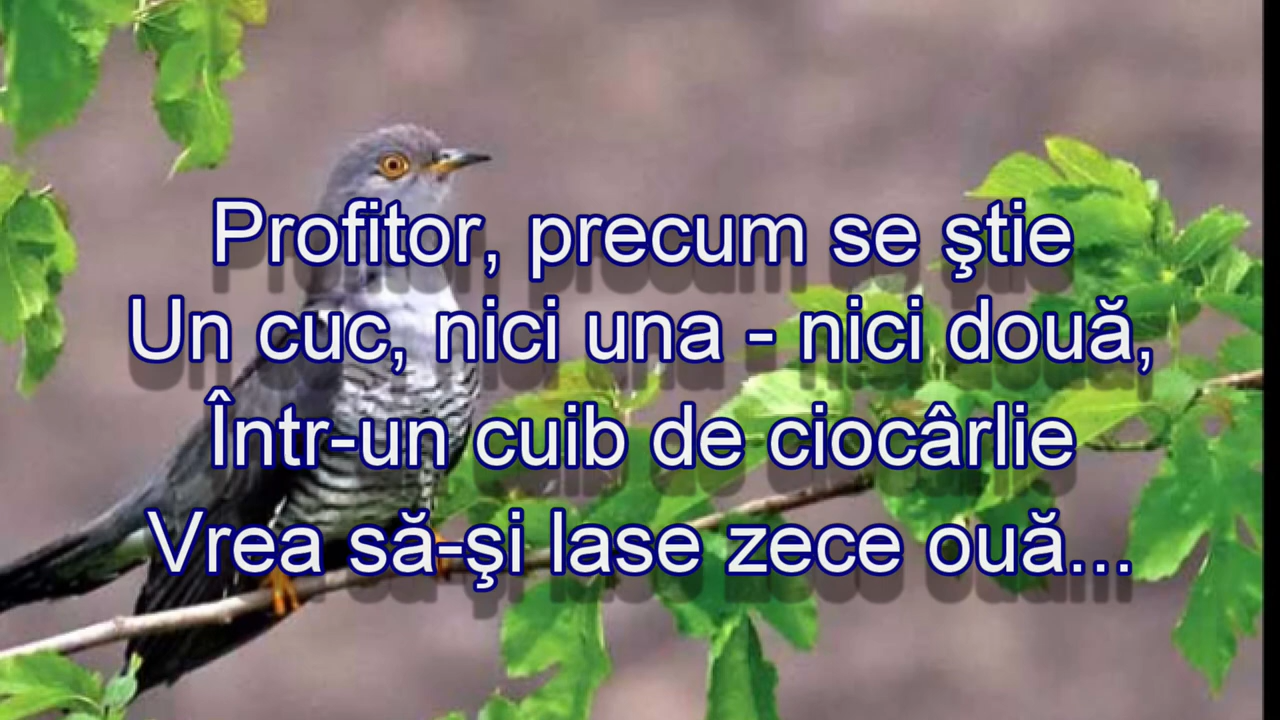 Profitor, precum se ştie
Un cuc, nici una - nici două,
Într-un cuib de ciocârlie
Vrea să-şi lase zece ouă...